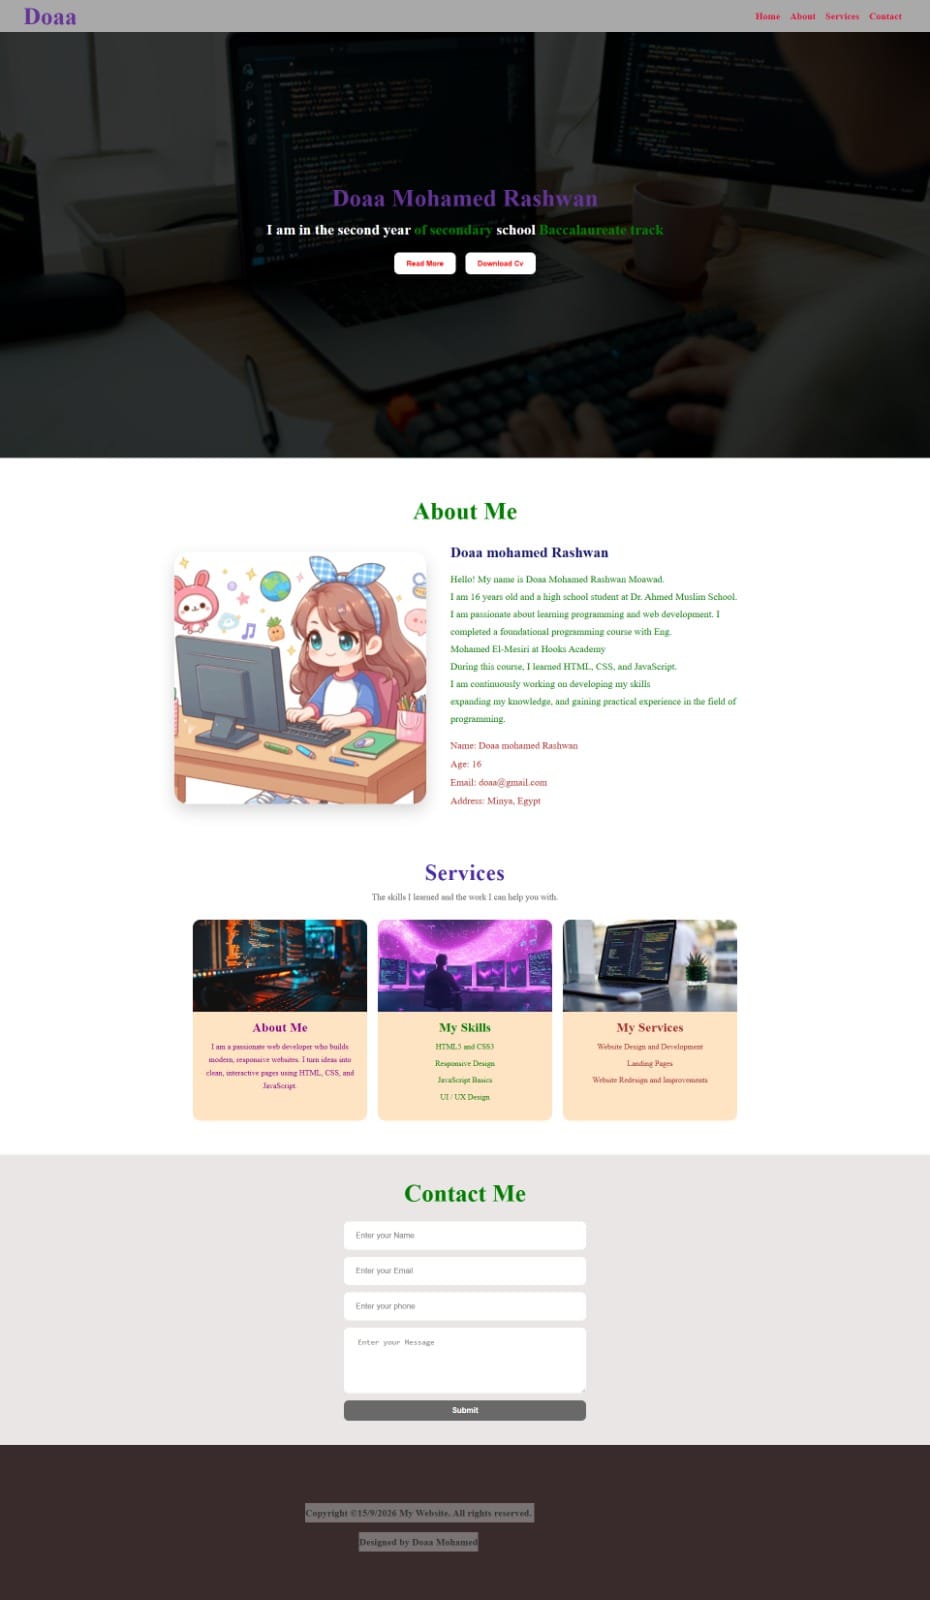 Doaa
Home About Services Contact
Doaa Mohamed Rashwan
I am in the second year of secondary school Baccalaureate track
Read More Download Cv
About Me
Doaa mohamed Rashwan
Hello! My name is Doaa Mohamed Rashwan Moawad.
I am 16 years old and a high school student at Dr. Ahmed Muslim School.
I am passionate about learning programming and web development. I
completed a foundational programming course with Eng.
Mohamed El-Mesiri at Hooks Academy
During this course, I learned HTML, CSS, and JavaScript.
I am continuously working on developing my skills
expanding my knowledge, and gaining practical experience in the field of
programming.
Name: Doaa mohamed Rashwan
Age: 16
Email: doaa@gmail.com
Address: Minya, Egypt
Services
The skills I learned and the work I can help you with.
About Me
I am a passionate web developer who builds
modern, responsive websites. I turn ideas into
clean, interactive pages using HTML, CSS, and
JavaScript.
My Skills
HTML5 and CSS3
Responsive Design
JavaScript Basics
UI / UX Design
My Services
Website Design and Development
Landing Pages
Website Redesign and Improvements
Contact Me
Enter your Name
Enter your Email
Enter your phone
Enter your Message
Submit
Copyright ©15/9/2026 My Website. All rights reserved.
Designed by Doaa Mohamed